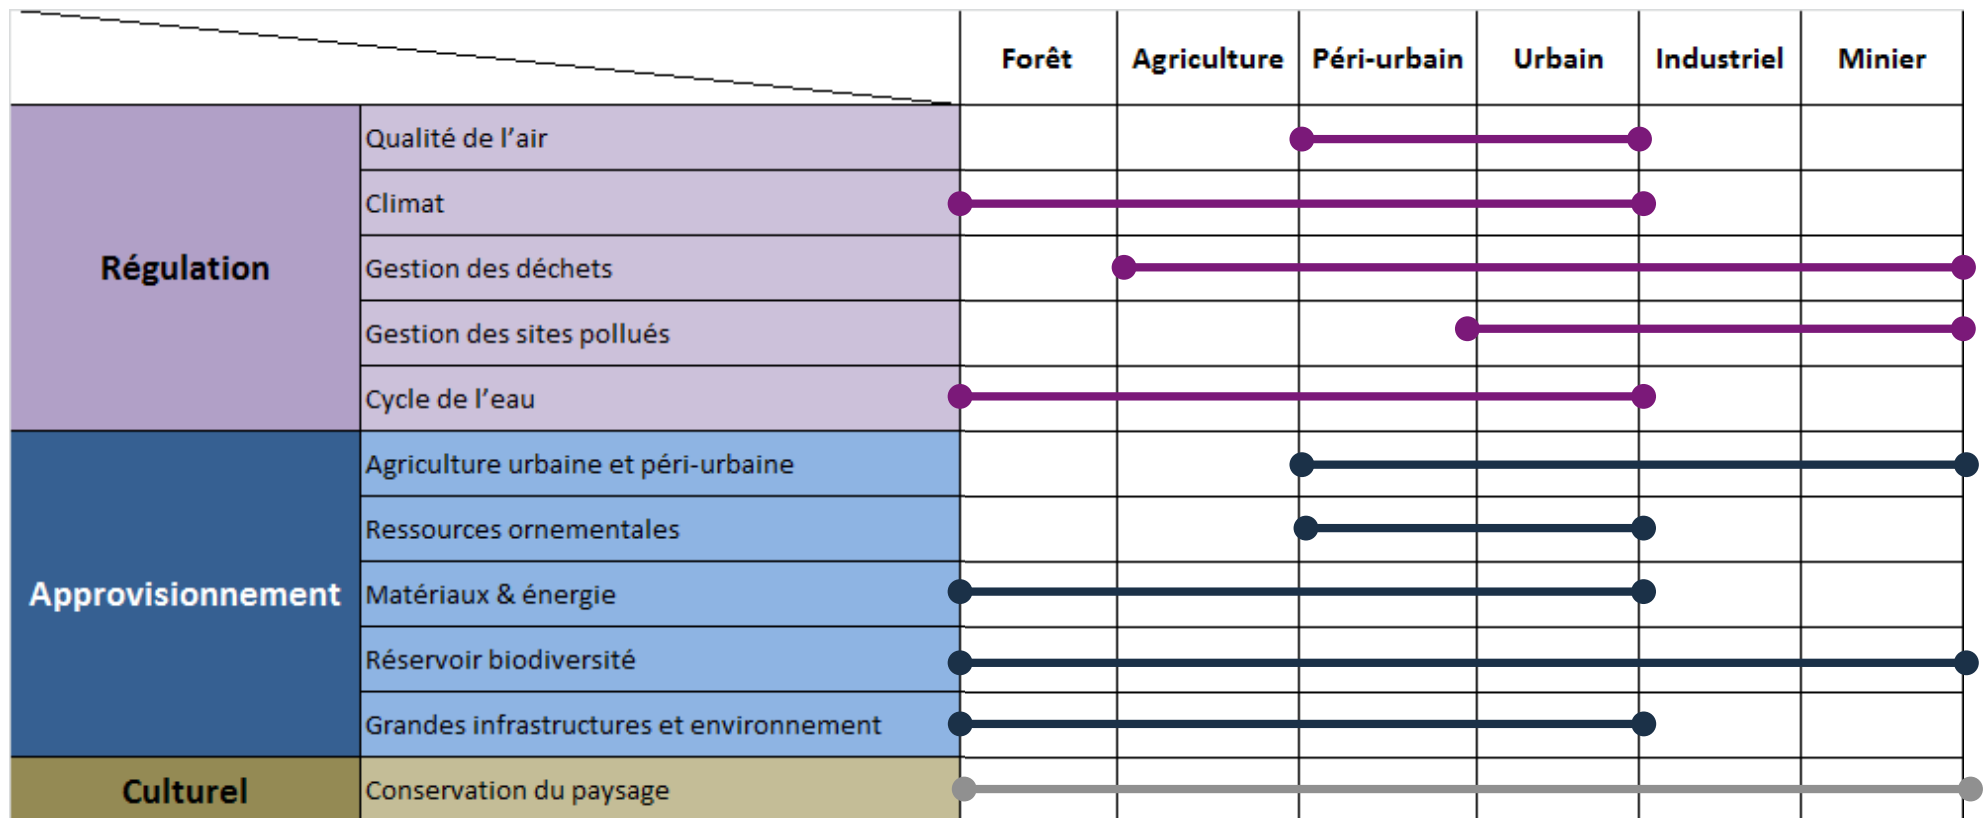 Forêt Agriculture Péri-urbain Urbain Industriel Minier
Régulation
Qualité de l’air
Climat
Gestion des déchets
Gestion des sites pollués
Cycle de l’eau
Approvisionnement
Agriculture urbaine et péri-urbaine
Ressources ornementales
Matériaux & énergie
Réservoir biodiversité
Grandes infrastructures et environnement
Culturel
Conservation du paysage